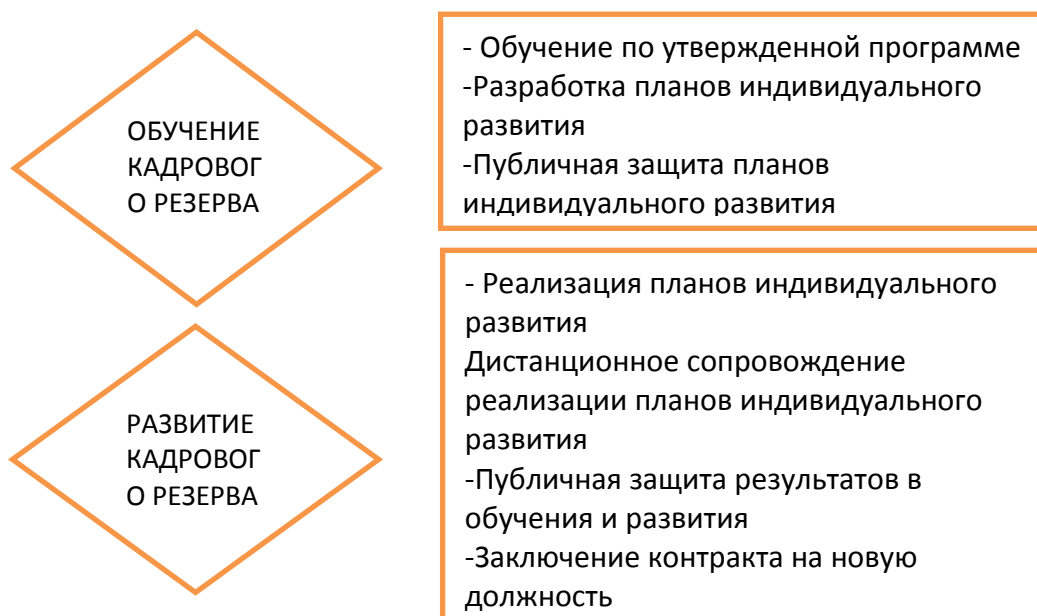 ОБУЧЕНИЕ
КАДРОВОГ
О РЕЗЕРВА
- Обучение по утвержденной программе
-Разработка планов индивидуального
развития
-Публичная защита планов
индивидуального развития
РАЗВИТИЕ
КАДРОВОГ
О РЕЗЕРВА
- Реализация планов индивидуального
развития
Дистанционное сопровождение
реализации планов индивидуального
развития
-Публичная защита результатов в
обучения и развития
-Заключение контракта на новую
должность